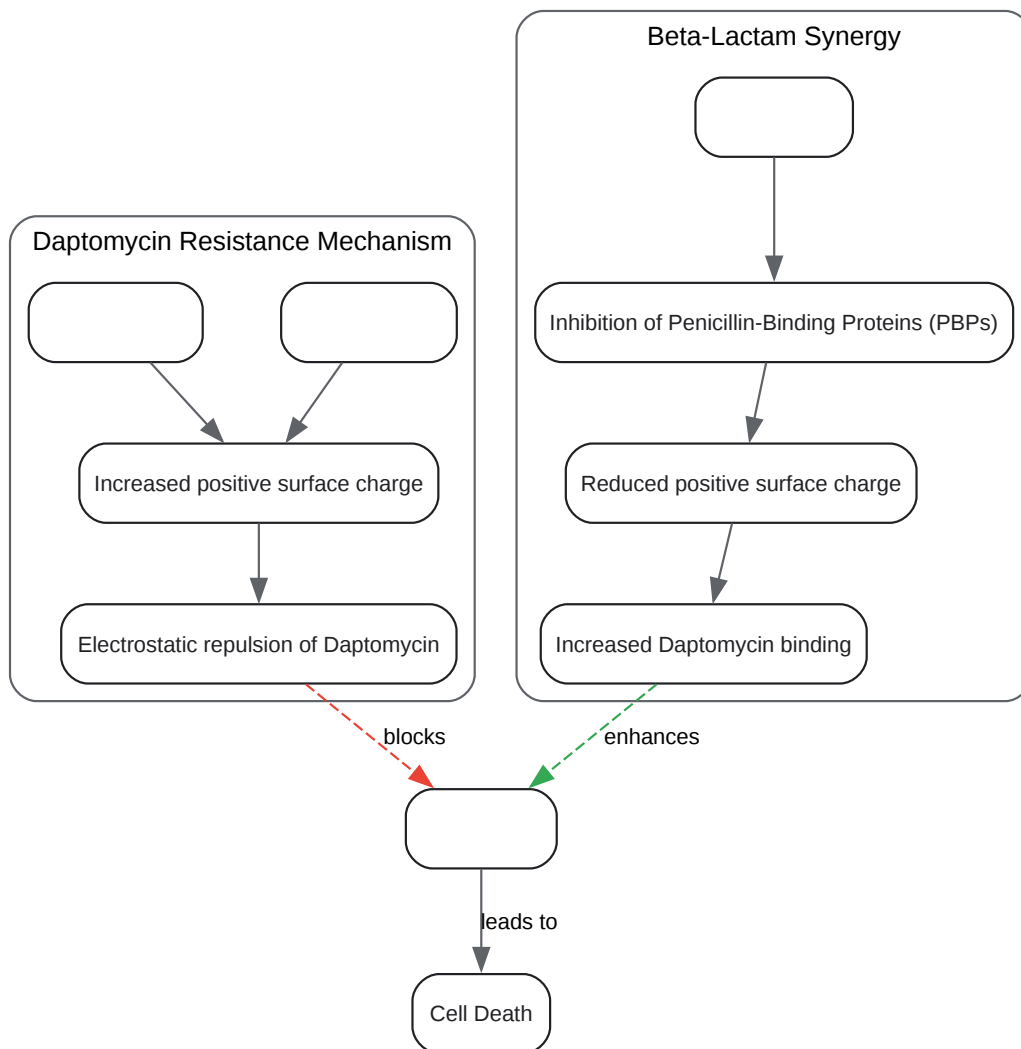 Beta-Lactam Synergy
Daptomycin Resistance Mechanism
Inhibition of Penicillin-Binding Proteins (PBPs)
Increased positive surface charge
Reduced positive surface charge
Electrostatic repulsion of Daptomycin
Increased Daptomycin binding
blocks
enhances
leads to
Cell Death